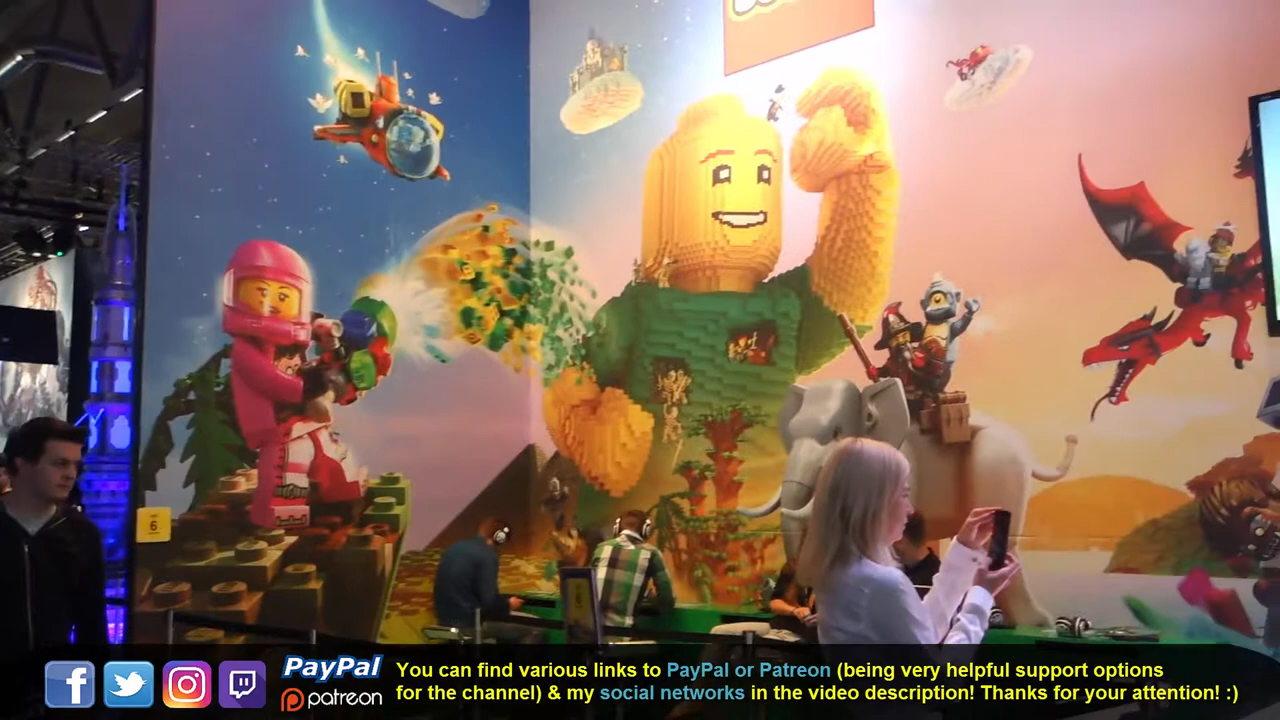 6
PayPal
patreon
You can find various links to PayPal or Patreon (being very helpful support options
for the channel) & my social networks in the video description! Thanks for your attention! :)